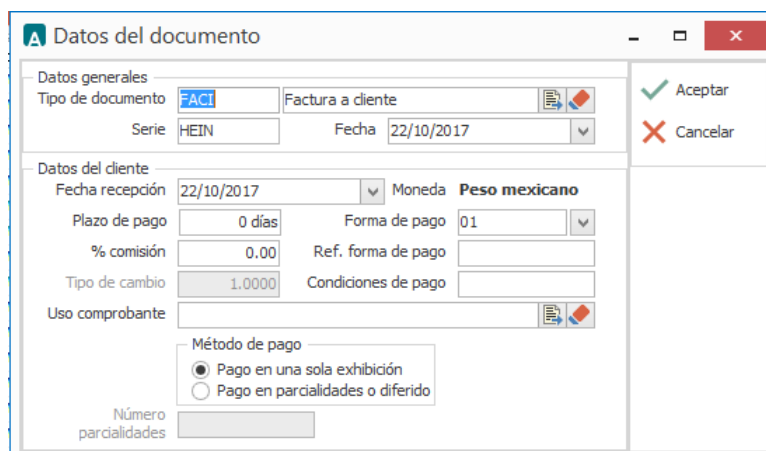 Datos del documento
Datos generales
Tipo de documento FACI Factura a cliente
Serie HEIN Fecha 22/10/2017
Datos del cliente
Fecha recepción 22/10/2017 Moneda Peso mexicano
Plazo de pago 0 días Forma de pago 01
% comisión 0.00 Ref. forma de pago
Tipo de cambio 1.0000 Condiciones de pago
Uso comprobante
Método de pago
Pago en una sola exhibición
Pago en parcialidades o diferido
Número
parcialidades
Aceptar
Cancelar